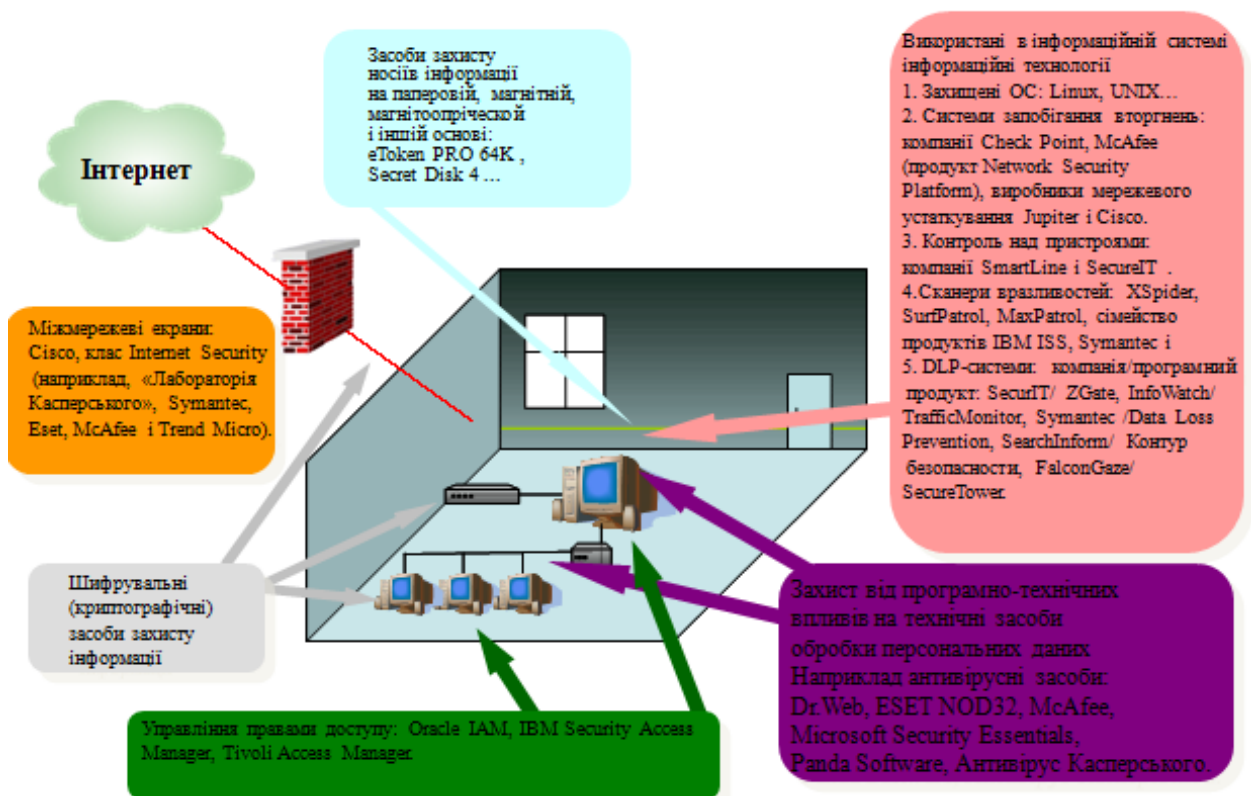 Засоби захисту
носіїв інформації
на паперовій, магнітній,
магнітоопрічеcкой
і іншій основі:
eToken PRO 64K ,
Secret Disk 4 ...
Інтернет
Використані в інформаційній системі
інформаційні технології
1. Захищені ОС: Linux, UNIX…
2. Системи запобігання вторгнень:
компанії Check Point, McAfee
(продукт Network Security
Platform), виробники мережевого
устаткування Jupiter і Cisco.
3. Контроль над пристроями:
компанії SmartLine і SecureIT .
4.Сканери вразливостей: XSpider,
SurfPatrol, MaxPatrol, сімейство
продуктів IBM ISS, Symantec і
5. DLP-системи: компанія/програмний
продукт: SecurIT/ ZGate, InfoWatch/
TrafficMonitor, Symantec /Data Loss
Prevention, SearchInform/ Контур
безопасности, FalconGaze/
SecureTower.
Міжмережеві екрани:
Cisco, клас Internet Security
(наприклад, «Лабораторія
Касперського», Symantec,
Eset, McAfee і Trend Micro).
Шифрувальні
(криптографічні)
засоби захисту
інформації
Захист від програмно-технічних
впливів на технічні засоби
обробки персональних даних
Наприклад антивірусні засоби:
Dr.Web, ESET NOD32, McAfee,
Microsoft Security Essentials,
Panda Software, Антивірус Касперського.
Управління правами доступу: Oracle IAM, IBM Security Access
Manager, Tivoli Access Manager.